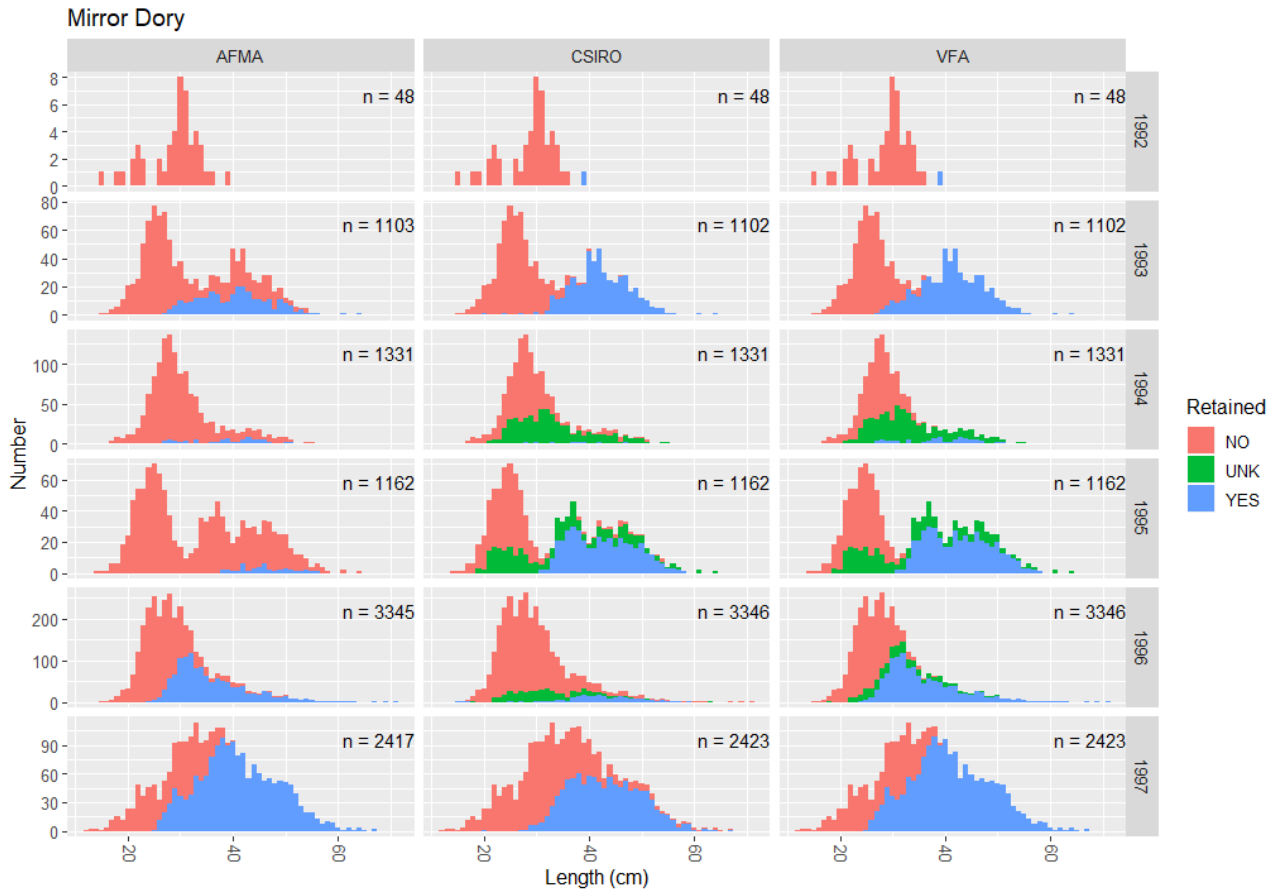 Mirror Dory
AFMA CSIRO VFA
8
6
4
2
0
n = 48 n = 48 n = 48
1992
80
60
40
20
0
n = 1103 n = 1102 n = 1102
1993
100
50
0
n = 1331 n = 1331 n = 1331
1994
60
40
20
0
n = 1162 n = 1162 n = 1162
1995
200
100
0
n = 3345 n = 3346 n = 3346
1996
90
60
30
0
n = 2417 n = 2423 n = 2423
1997
20 40 60 20 40 60 20 40 60
Length (cm)
Number
Retained
NO
UNK
YES